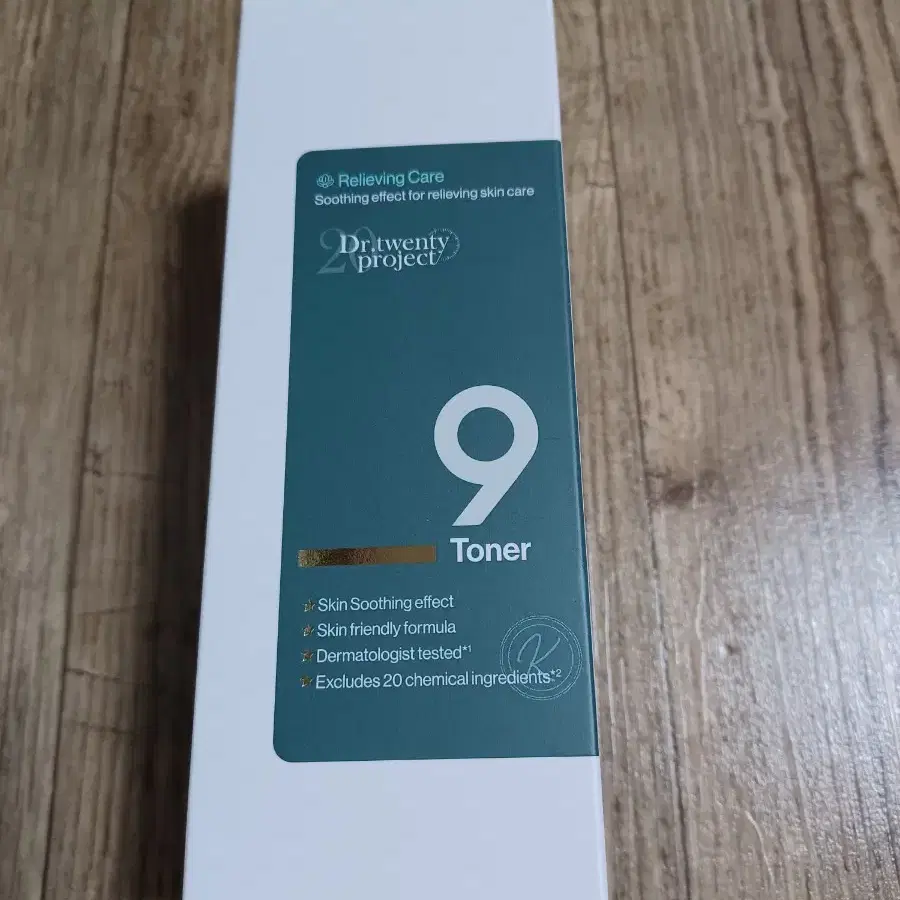 Relieving Care
Soothing effect for relieving skin care
20
Dr.twenty
project
9
Toner
Skin Soothing effect
Skin friendly formula
Dermatologist tested*1
Excludes 20 chemical ingredients*2
K